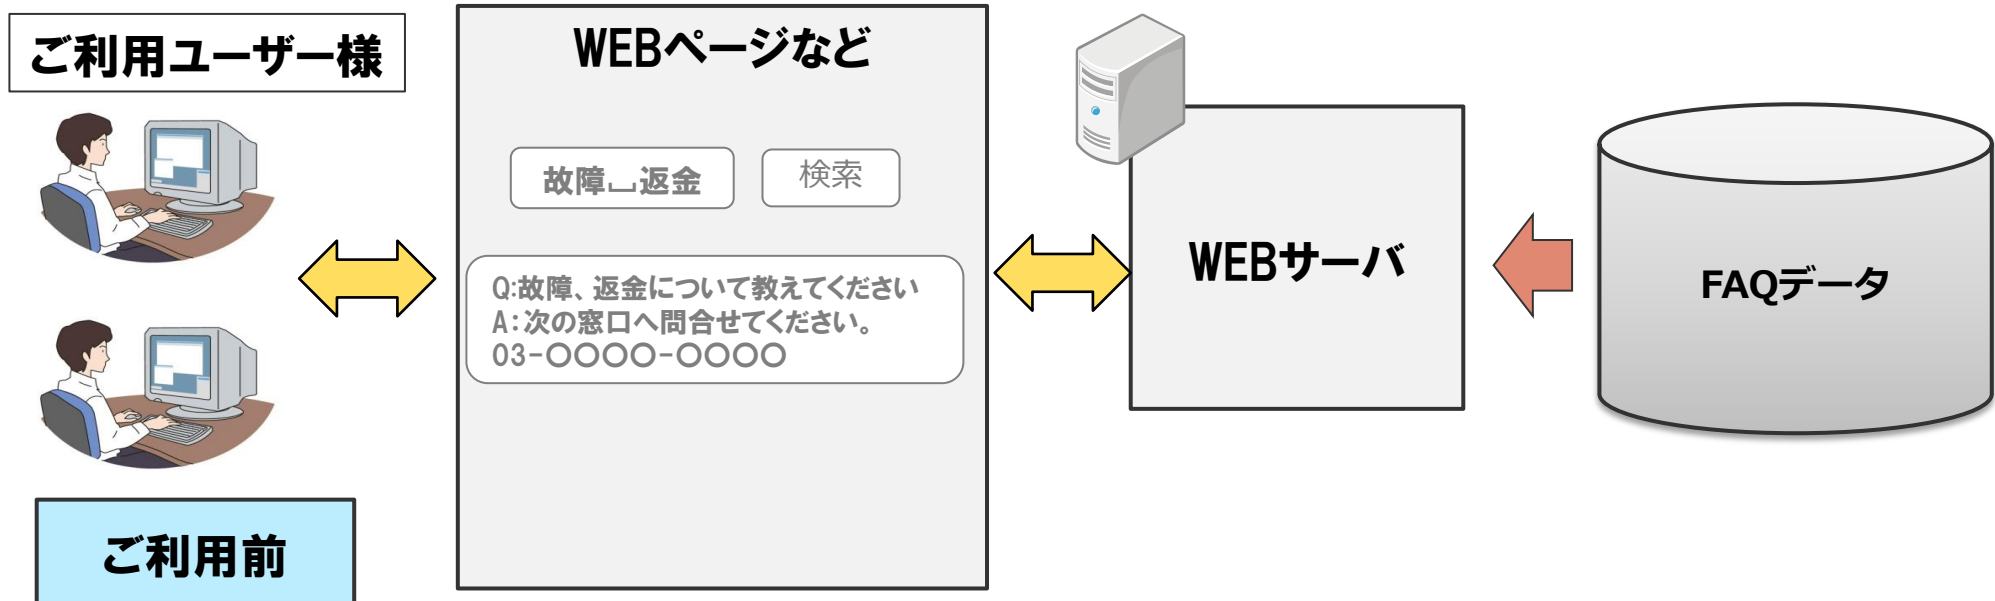 ご利用ユーザー様
WEBページなど
故障␣返金
検索
Q:故障、返金について教えてください
A:次の窓口へ問合せてください。
03-〇〇〇〇-〇〇〇〇
WEBサーバ
FAQデータ
ご利用前